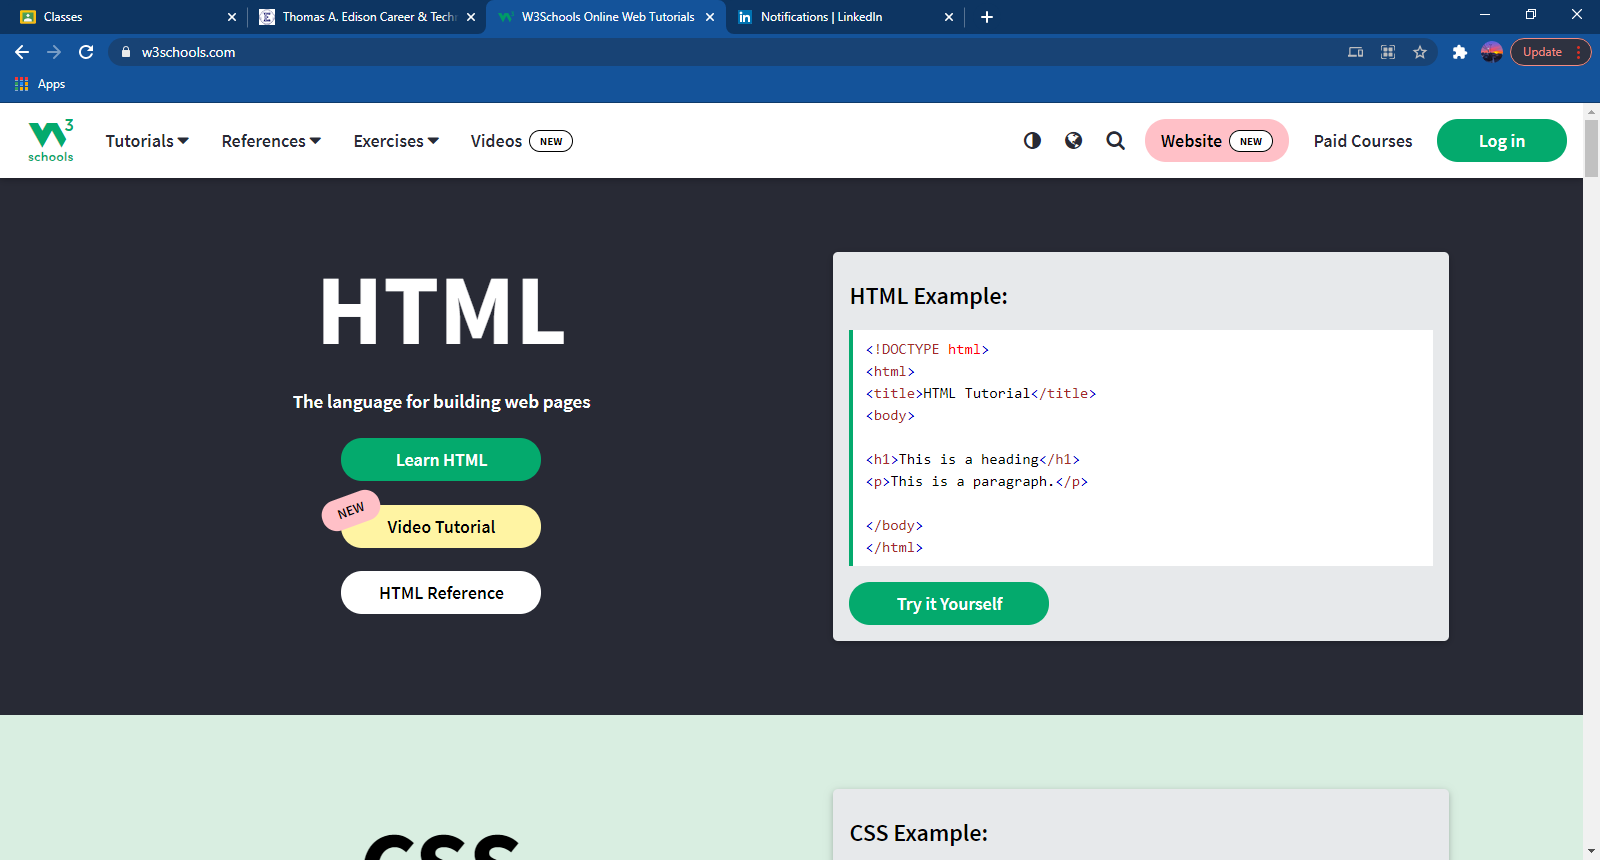 Classes
Thomas A. Edison Career & Techn
W3Schools Online Web Tutorials
Notifications | LinkedIn
w3schools.com
Update
Apps
W3
schools
Tutorials
References
Exercises
Videos NEW
Website NEW
Paid Courses
Log in
HTML
The language for building web pages
Learn HTML
NEW
Video Tutorial
HTML Reference
HTML Example:
<!DOCTYPE html>
<html>
<title>HTML Tutorial</title>
<body>
<h1>This is a heading</h1>
<p>This is a paragraph.</p>
</body>
</html>
Try it Yourself
CSS
CSS Example: